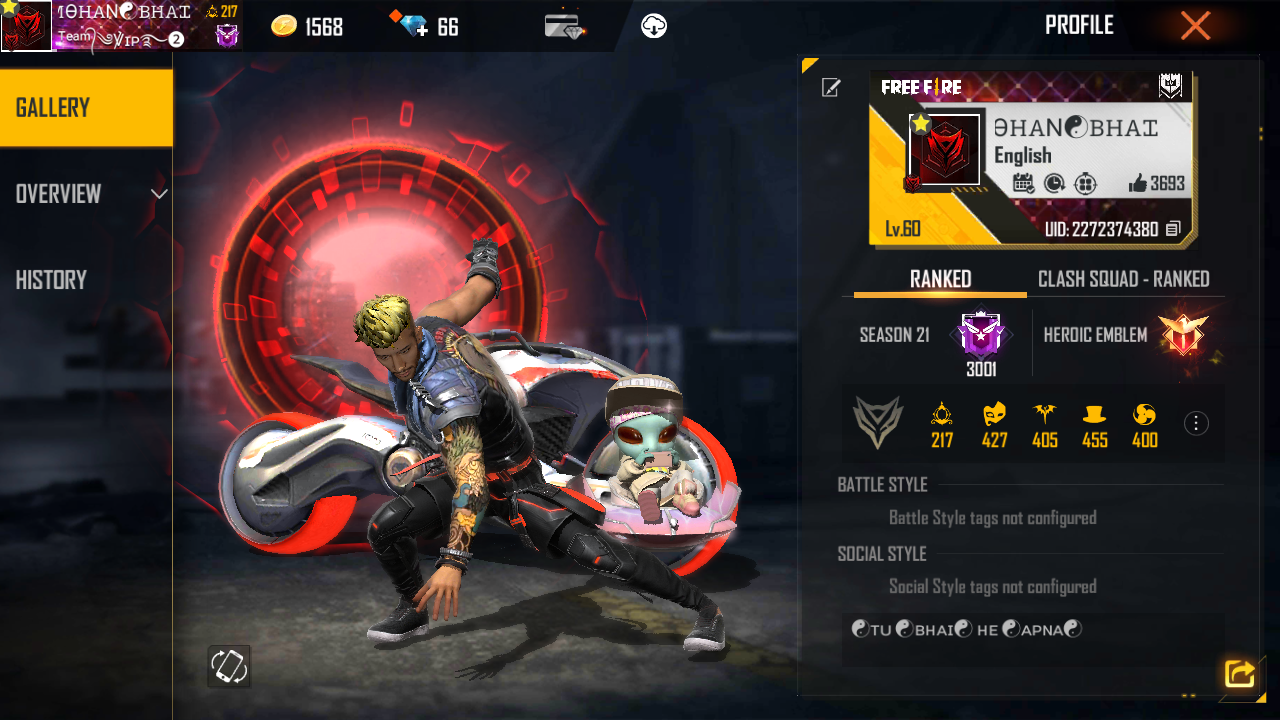 ꓙӨHAN☯BHAI
217
Team VIP 2
1568
66
PROFILE
GALLERY
OVERVIEW
HISTORY
FREE FIRE
ӨHAN☯BHAI
English
3693
Lv.60
UID: 2272374380
RANKED
CLASH SQUAD - RANKED
SEASON 21
3001
HEROIC EMBLEM
217 427 405 455 400
BATTLE STYLE
Battle Style tags not configured
SOCIAL STYLE
Social Style tags not configured
☯TU ☯BHAI☯ HE ☯APNA☯